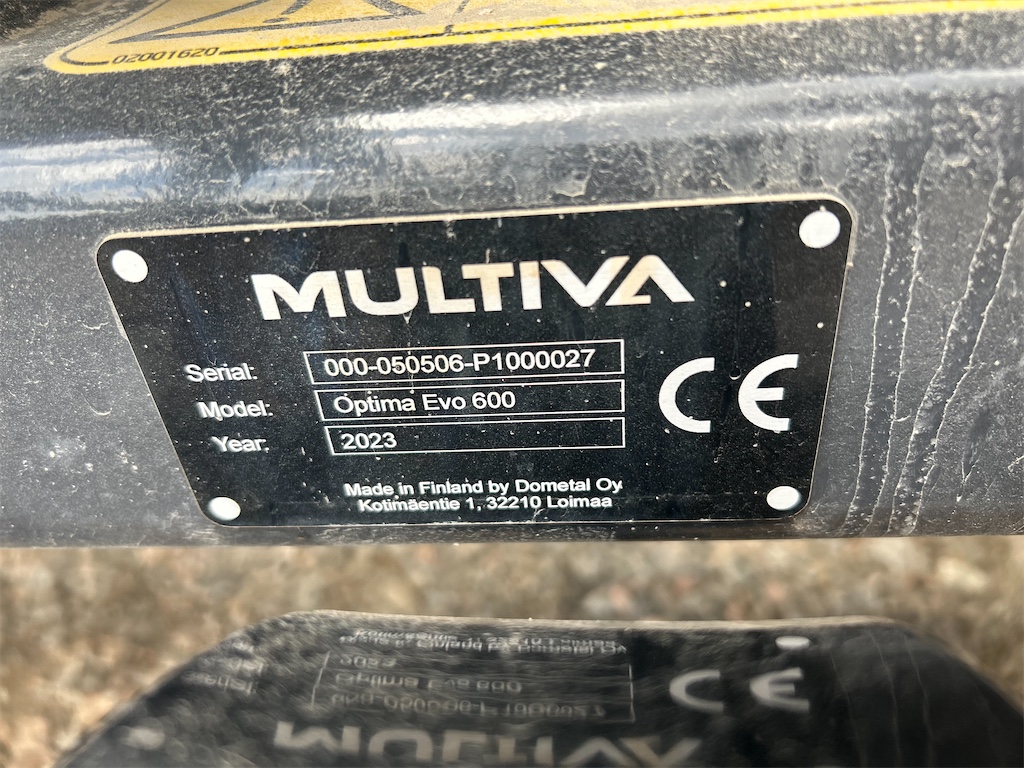 02001620
MULTIVA
Serial: 000-050506-P1000027
Model: Optima Evo 600
Year: 2023
CE
Made in Finland by Dometal Oy
Kotimäentie 1, 32210 Loimaa